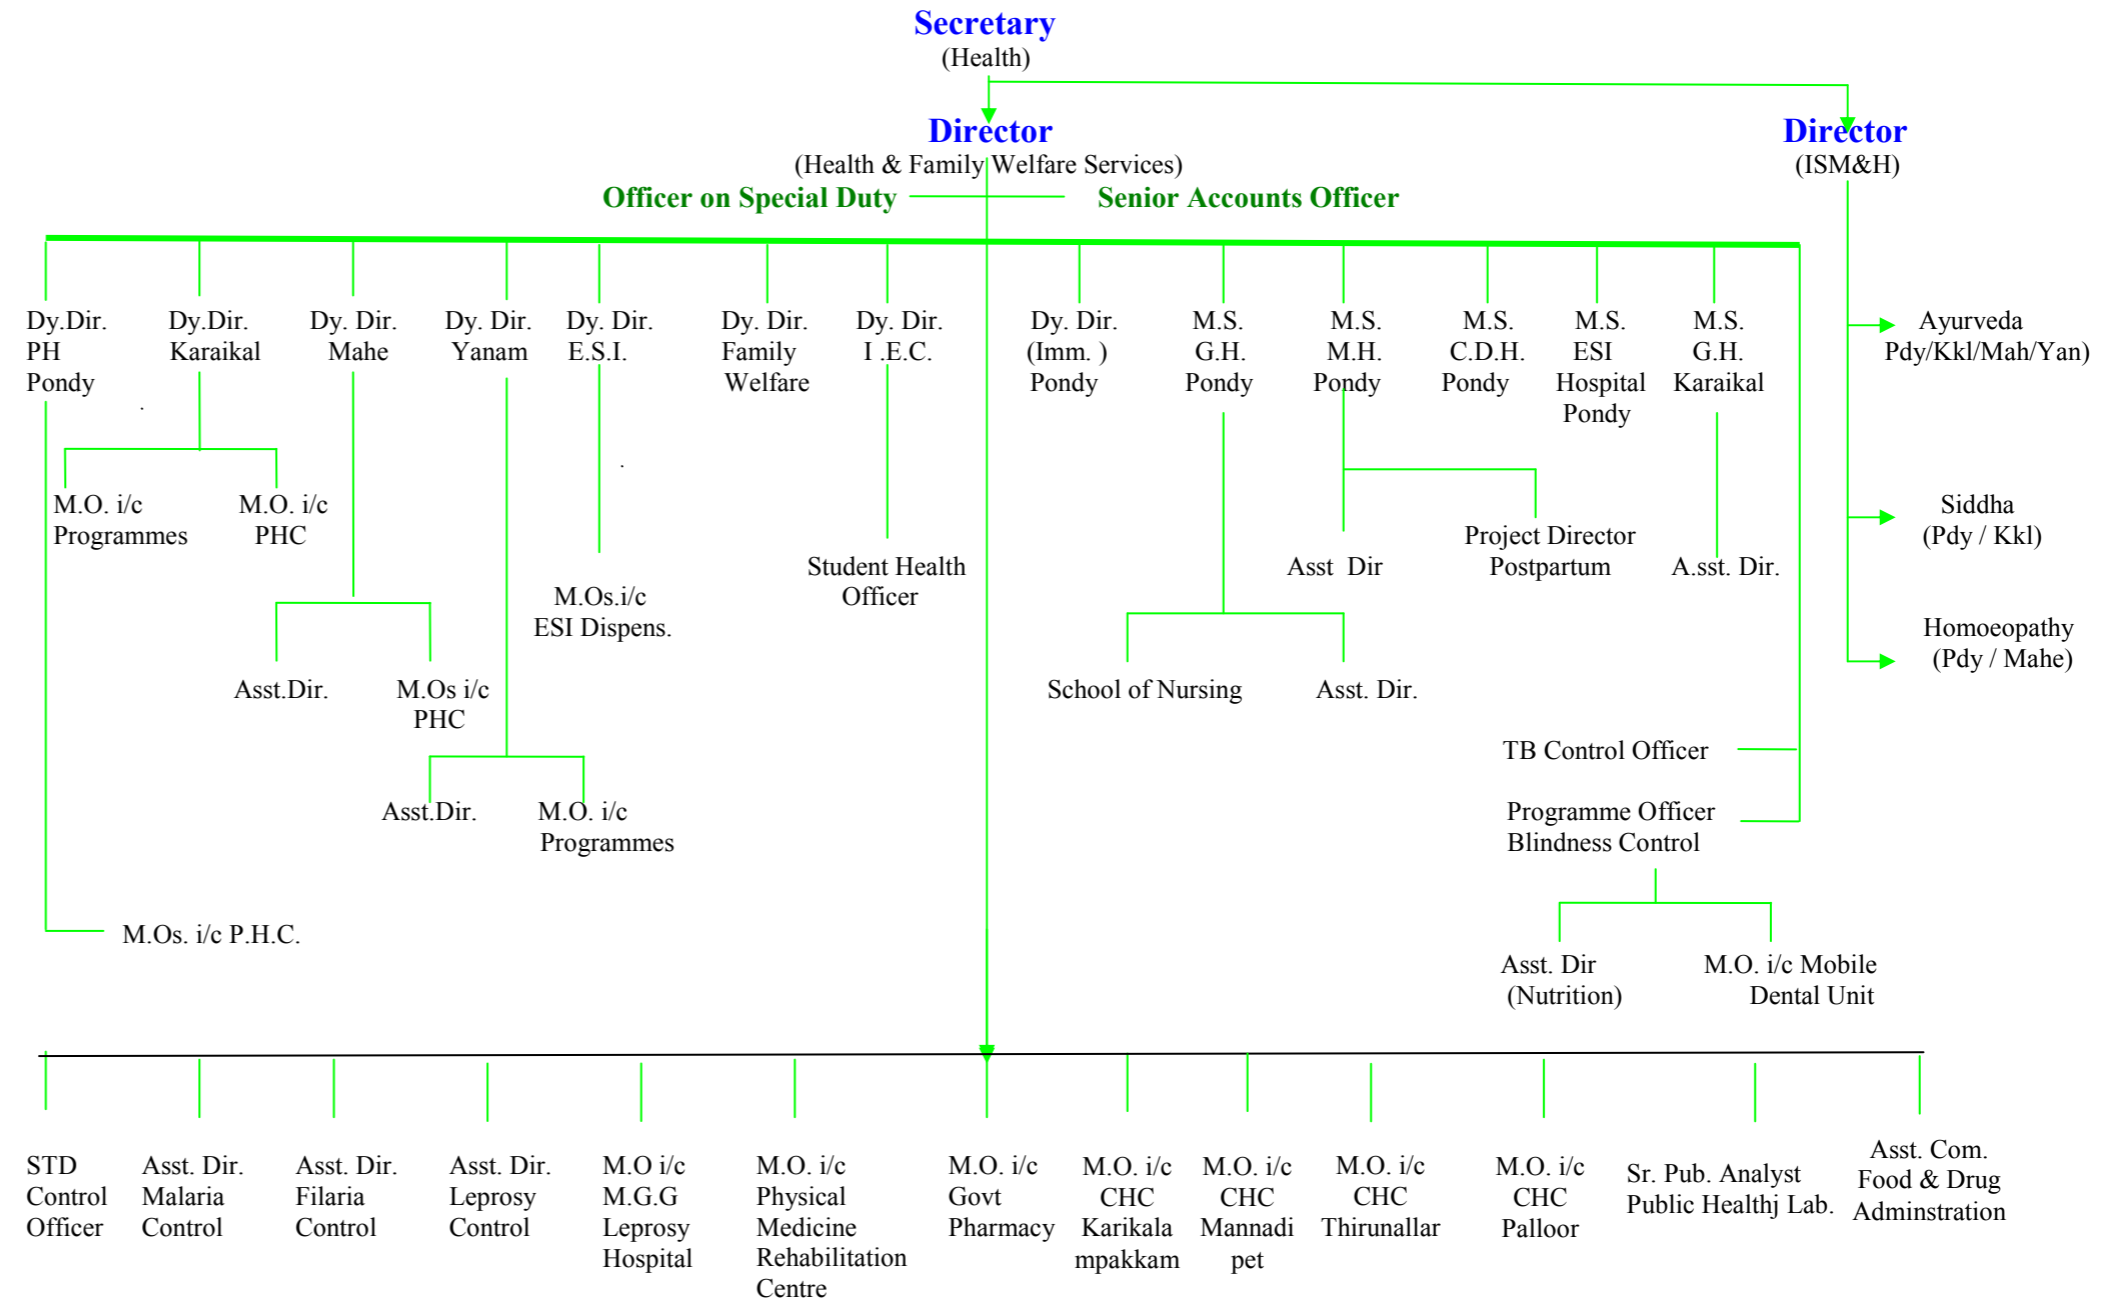 Secretary
(Health)
Director
(Health & Family Welfare Services)
Officer on Special Duty
Senior Accounts Officer
Director
(ISM&H)
Dy.Dir.
PH
Pondy
Dy.Dir.
Karaikal
Dy. Dir.
Mahe
Dy. Dir.
Yanam
Dy. Dir.
E.S.I.
Dy. Dir.
Family
Welfare
Dy. Dir.
I .E.C.
Dy. Dir.
(Imm. )
Pondy
M.S.
G.H.
Pondy
M.S.
M.H.
Pondy
M.S.
C.D.H.
Pondy
M.S.
ESI
Hospital
Pondy
M.S.
G.H.
Karaikal
Ayurveda
Pdy/Kkl/Mah/Yan)
M.O. i/c
Programmes
M.O. i/c
PHC
Siddha
(Pdy / Kkl)
Student Health
Officer
Asst Dir
Project Director
Postpartum
A.sst. Dir.
M.Os.i/c
ESI Dispens.
Homoeopathy
(Pdy / Mahe)
Asst.Dir.
M.Os i/c
PHC
School of Nursing
Asst. Dir.
TB Control Officer
Asst.Dir.
M.O. i/c
Programmes
Programme Officer
Blindness Control
M.Os. i/c P.H.C.
Asst. Dir
(Nutrition)
M.O. i/c Mobile
Dental Unit
STD
Control
Officer
Asst. Dir.
Malaria
Control
Asst. Dir.
Filaria
Control
Asst. Dir.
Leprosy
Control
M.O i/c
M.G.G
Leprosy
Hospital
M.O. i/c
Physical
Medicine
Rehabilitation
Centre
M.O. i/c
Govt
Pharmacy
M.O. i/c
CHC
Karikala
mpakkam
M.O. i/c
CHC
Mannadi
pet
M.O. i/c
CHC
Thirunallar
M.O. i/c
CHC
Palloor
Sr. Pub. Analyst
Public Healthj Lab.
Asst. Com.
Food & Drug
Adminstration